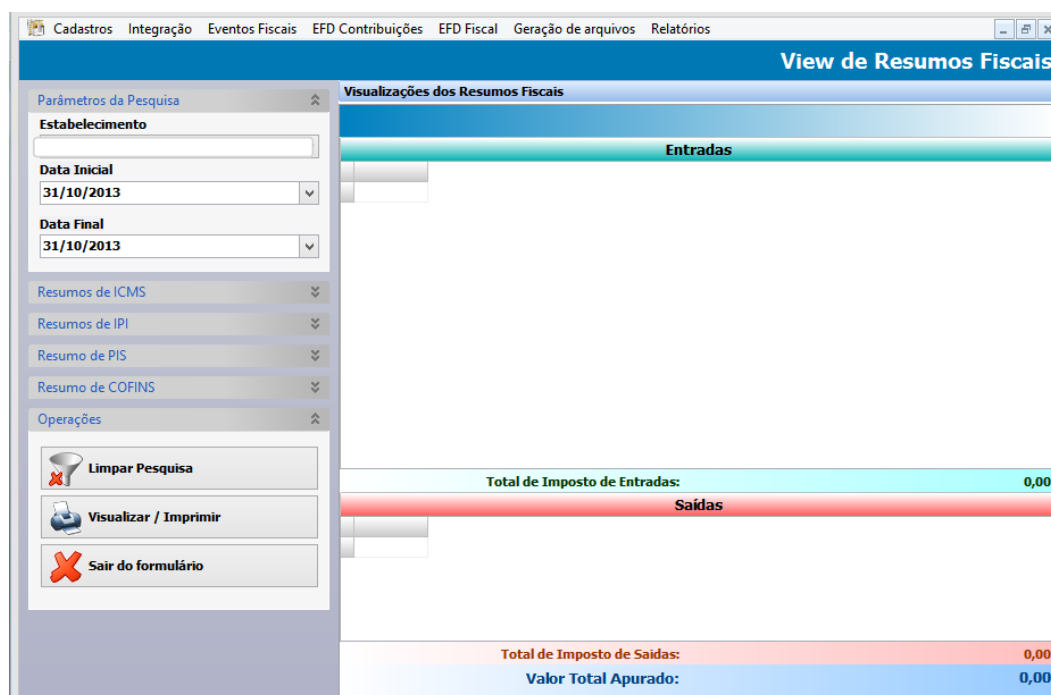 Cadastros Integração Eventos Fiscais EFD Contribuições EFD Fiscal Geração de arquivos Relatórios
View de Resumos Fiscais
Parâmetros da Pesquisa
Estabelecimento
Data Inicial
31/10/2013
Data Final
31/10/2013
Resumos de ICMS
Resumos de IPI
Resumo de PIS
Resumo de COFINS
Operações
Limpar Pesquisa
Visualizar / Imprimir
Sair do formulário
Visualizações dos Resumos Fiscais
Entradas
Total de Imposto de Entradas: 0,00
Saídas
Total de Imposto de Saidas: 0,00
Valor Total Apurado: 0,00